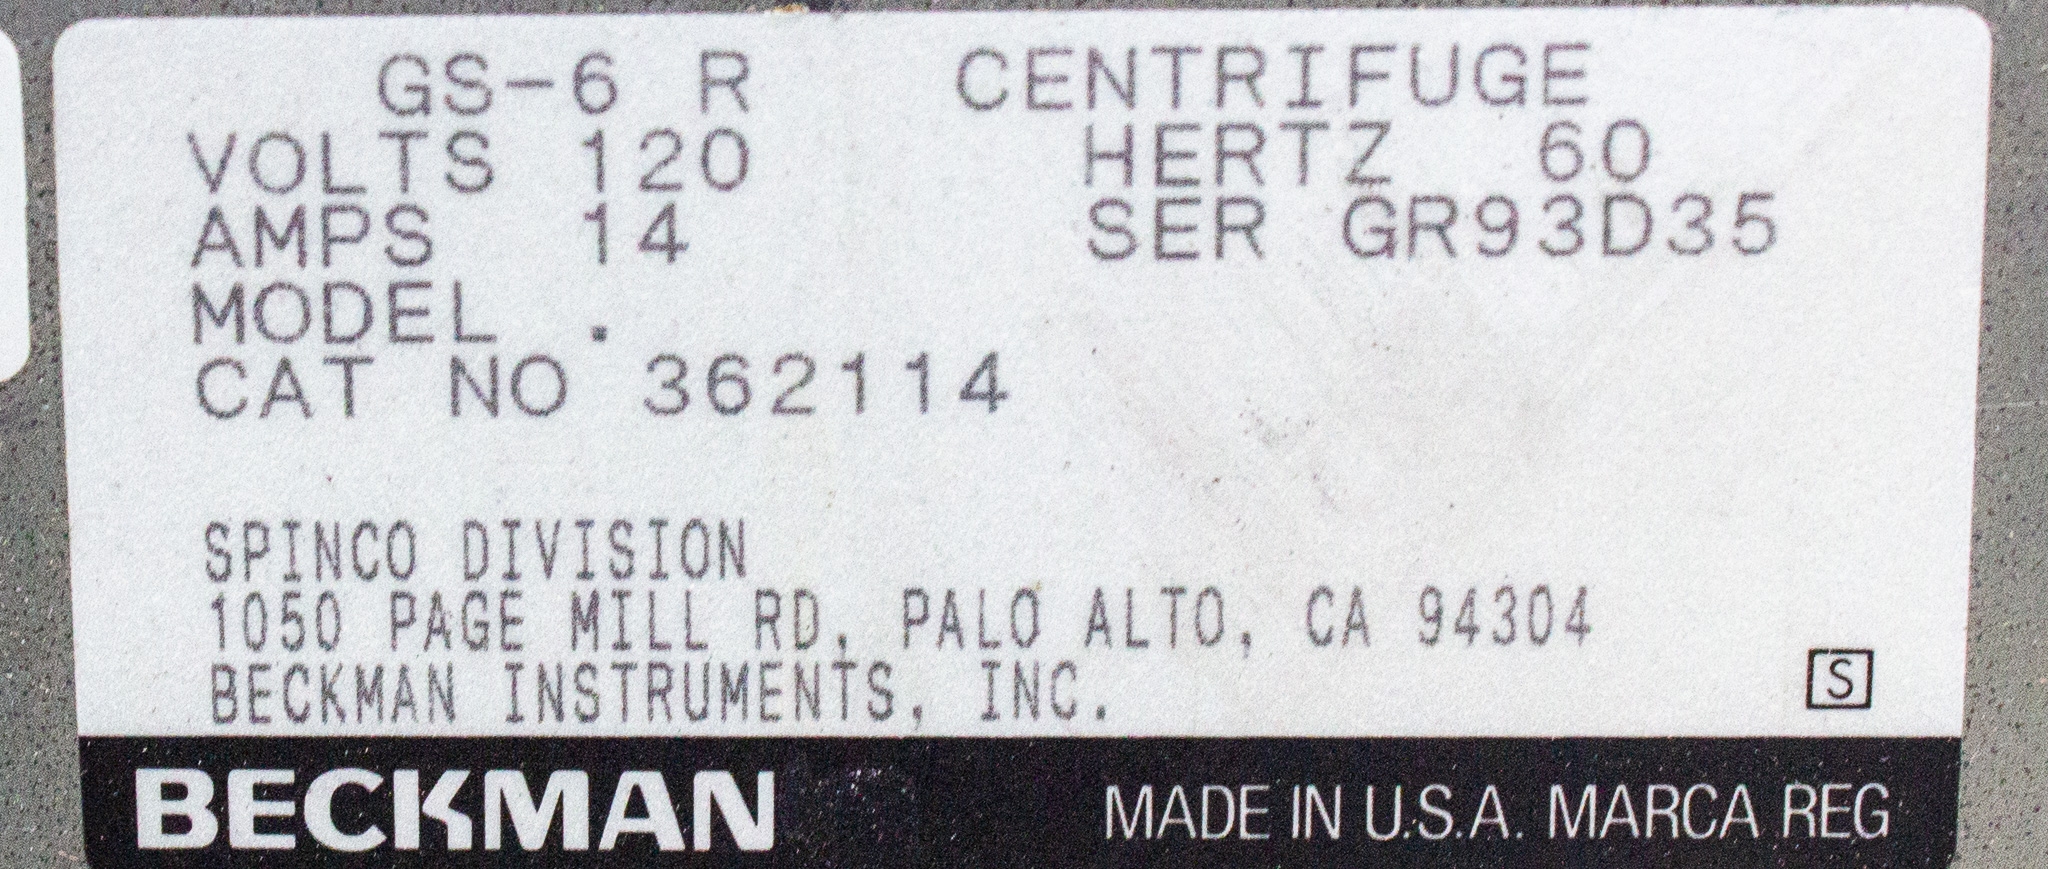 GS-6 R CENTRIFUGE
VOLTS 120 HERTZ 60
AMPS 14 SER GR93D35
MODEL .
CAT NO 362114
SPINCO DIVISION
1050 PAGE MILL RD, PALO ALTO, CA 94304
BECKMAN INSTRUMENTS, INC.
S
BECKMAN MADE IN U.S.A. MARCA REG